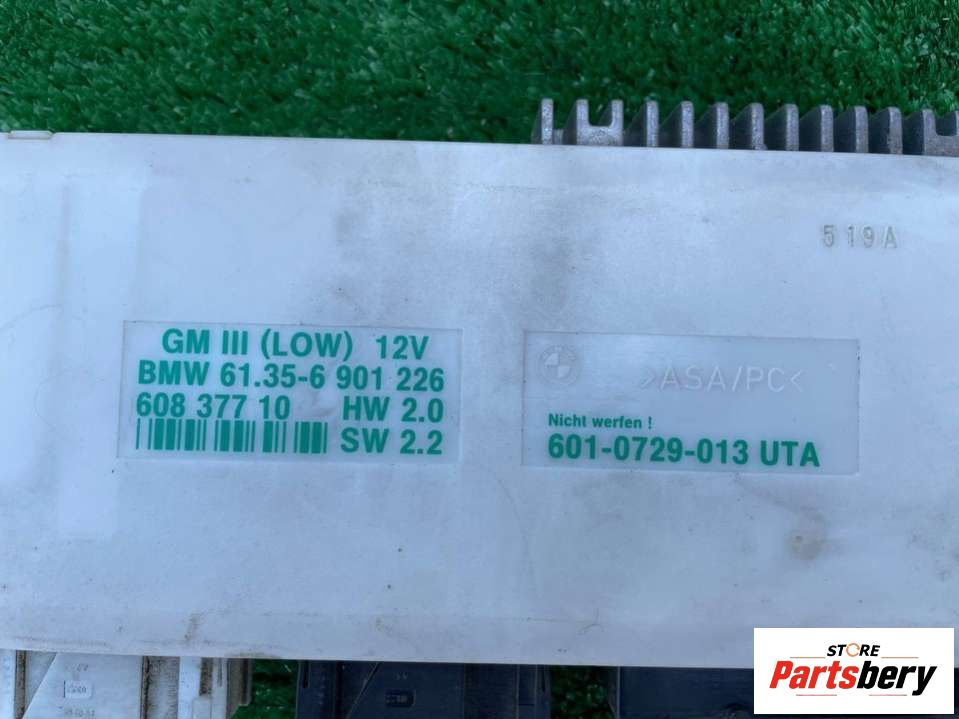 519A
GM III (LOW) 12V
BMW 61.35-6 901 226
608 377 10 HW 2.0
SW 2.2
>ASA/PC<
Nicht werfen !
601-0729-013 UTA
STORE
Partsbery